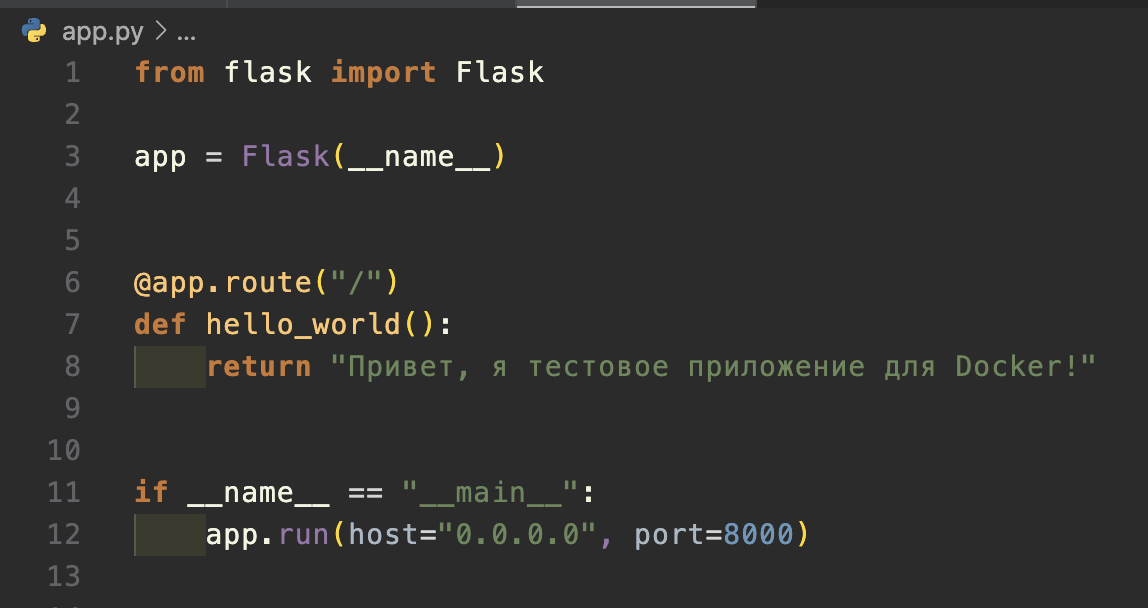 app.py > ...
1 from flask import Flask
2
3 app = Flask(__name__)
4
5
6 @app.route("/")
7 def hello_world():
8     return "Привет, я тестовое приложение для Docker!"
9
10
11 if __name__ == "__main__":
12     app.run(host="0.0.0.0", port=8000)
13